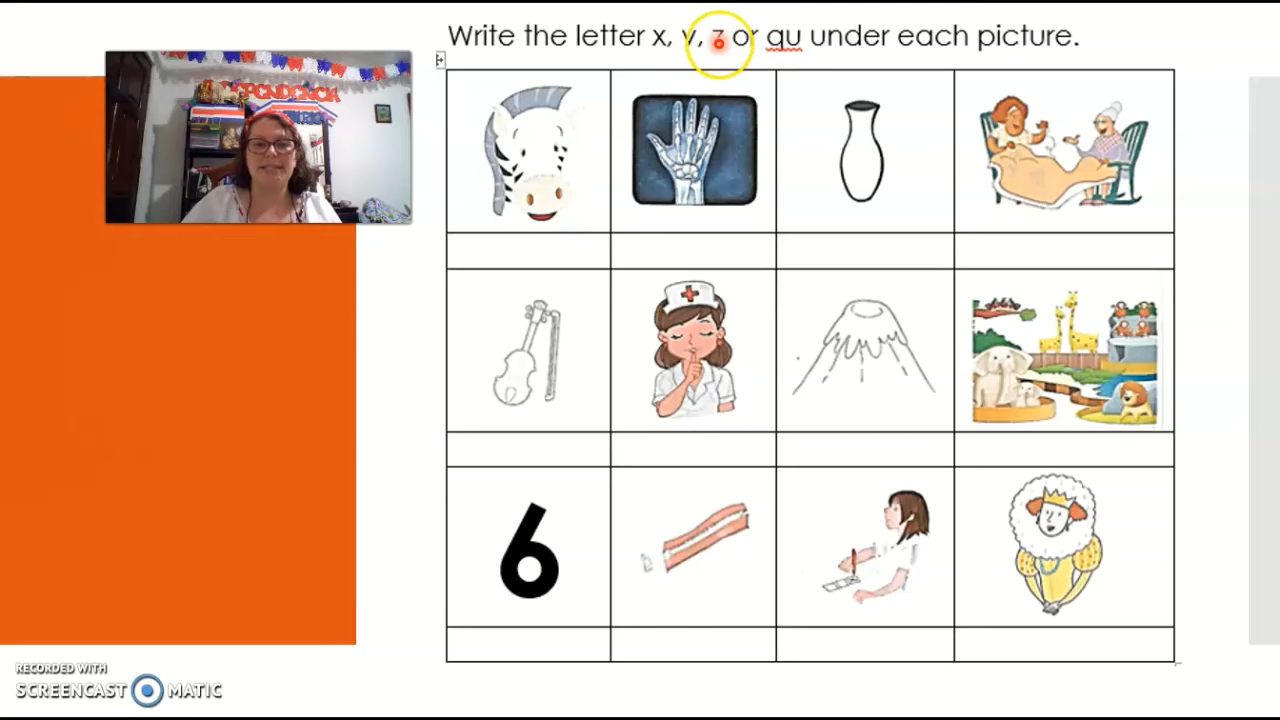 Write the letter x, v, z or qu under each picture.
6
RECORDED WITH
SCREENCAST MATIC